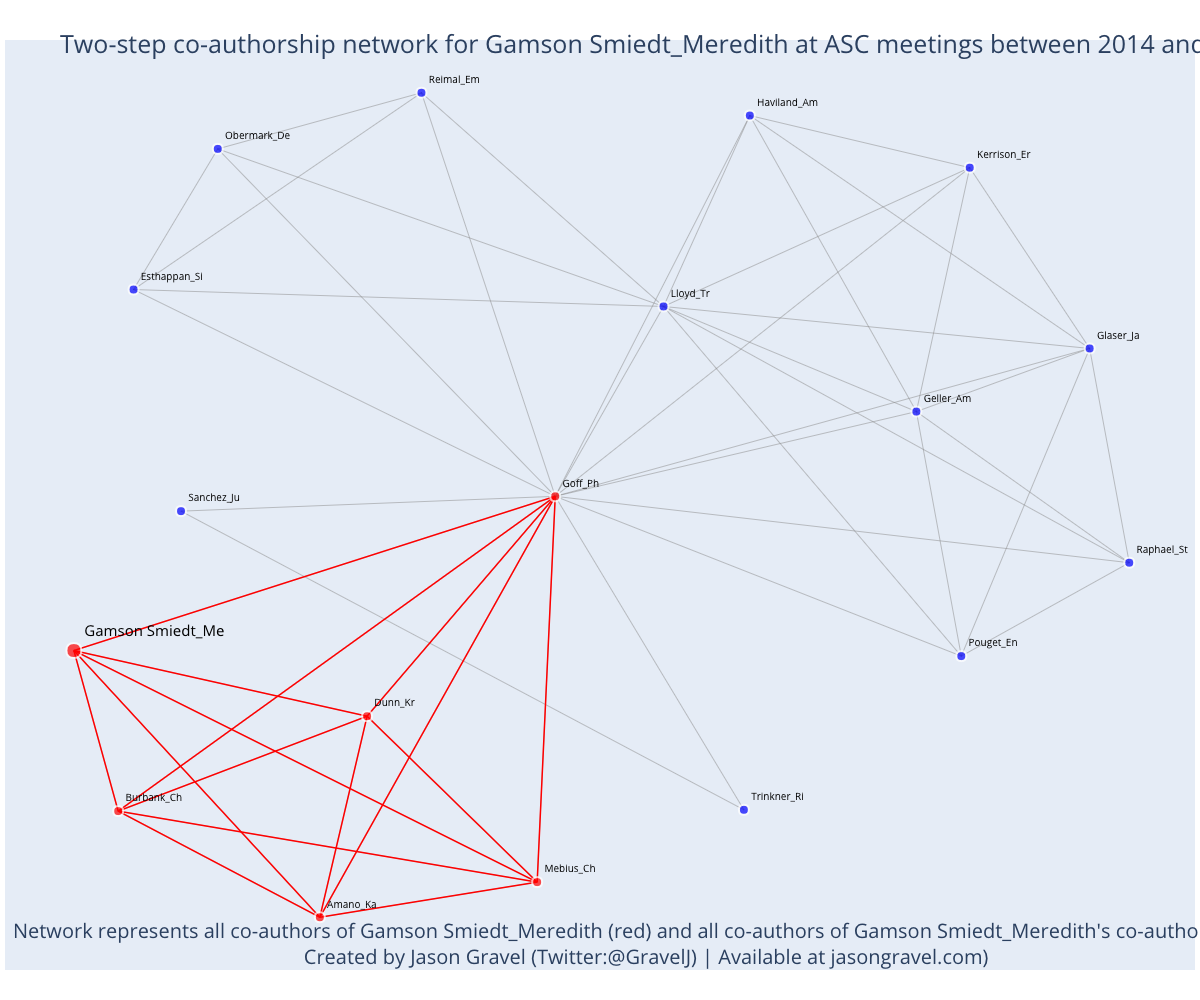 Two-step co-authorship network for Gamson Smiedt_Meredith at ASC meetings between 2014 and
Reimal_Em
Haviland_Am
Obermark_De
Kerrison_Er
Esthappan_Si
Lloyd_Tr
Glaser_Ja
Geller_Am
Goff_Ph
Sanchez_Ju
Raphael_St
Gamson Smiedt_Me
Pouget_En
Dunn_Kr
Burbank_Ch
Trinkner_Ri
Mebius_Ch
Amano_Ka
Network represents all co-authors of Gamson Smiedt_Meredith (red) and all co-authors of Gamson Smiedt_Meredith's co-autho
Created by Jason Gravel (Twitter:@GravelJ) | Available at jasongravel.com)